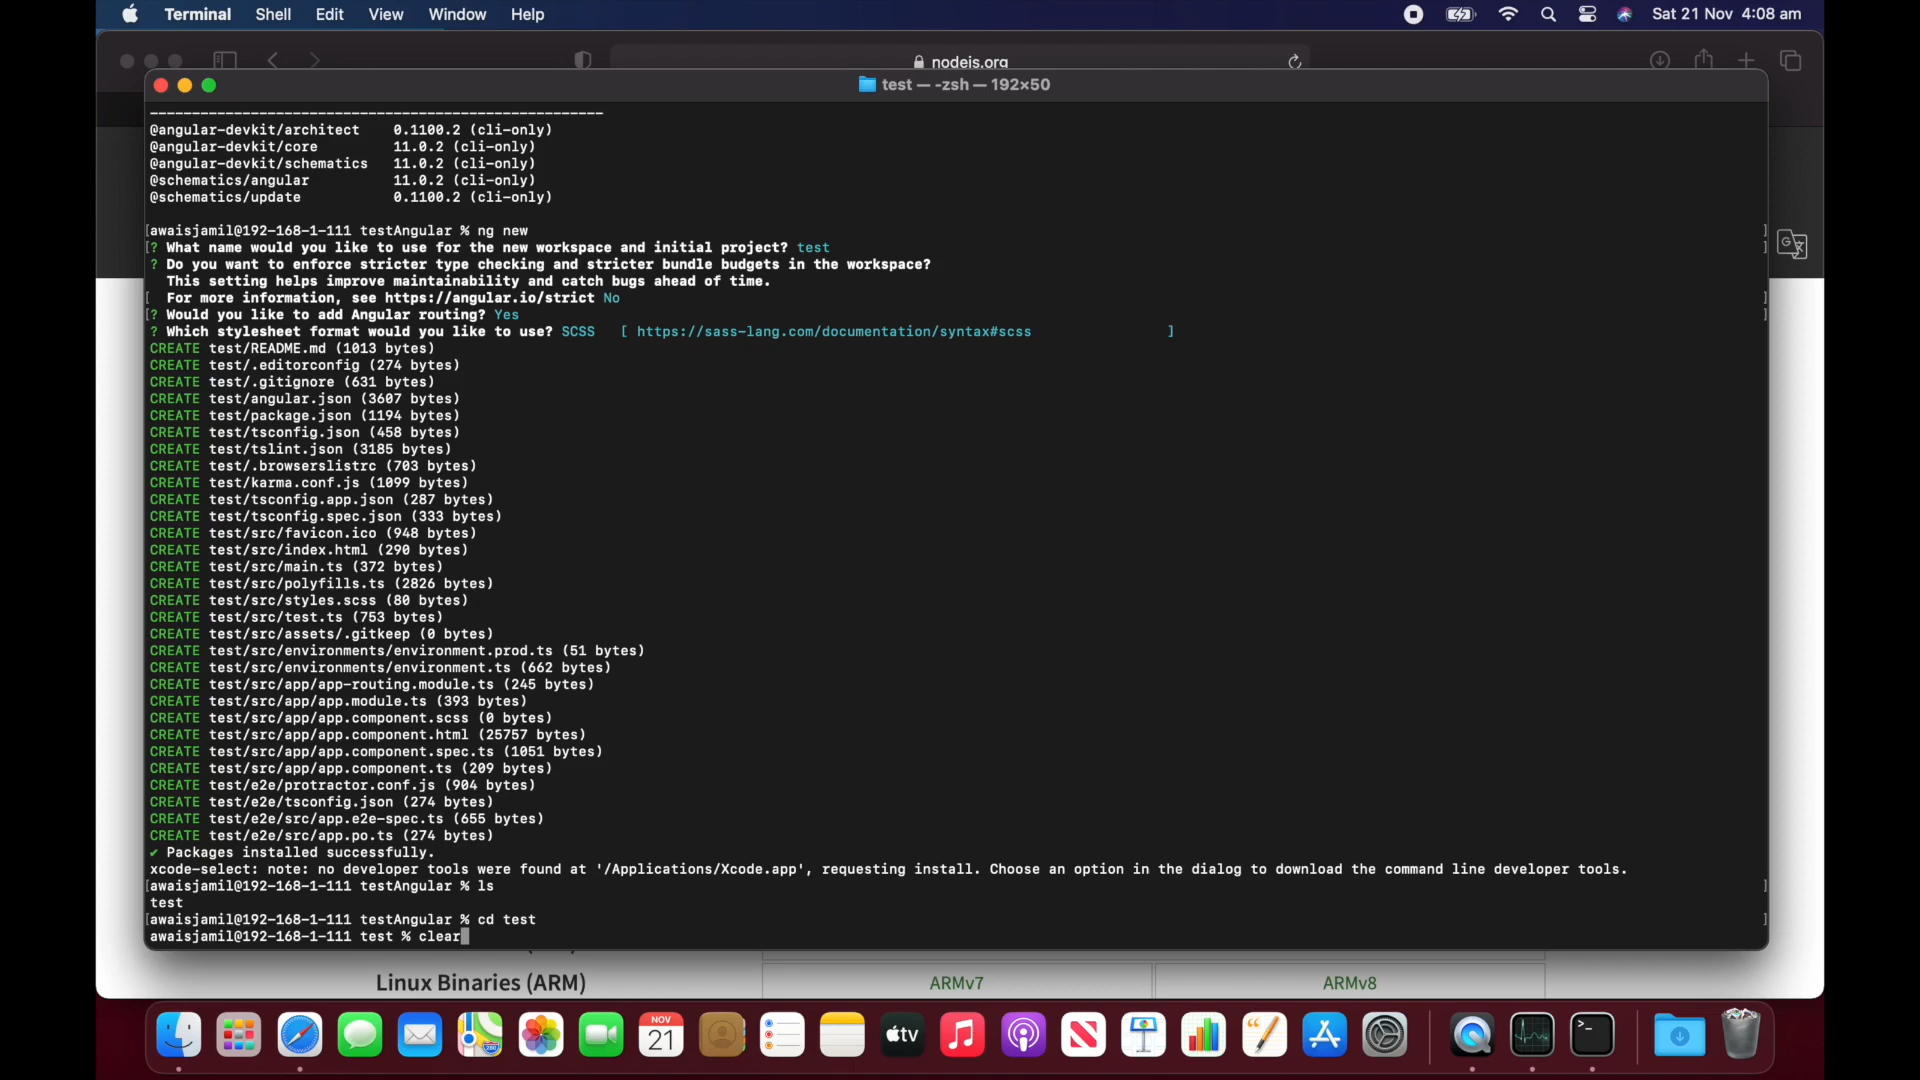 Terminal Shell Edit View Window Help Sat 21 Nov 4:08 am
nodejs.org
test — -zsh — 192×50
@angular-devkit/architect 0.1100.2 (cli-only)
@angular-devkit/core 11.0.2 (cli-only)
@angular-devkit/schematics 11.0.2 (cli-only)
@schematics/angular 11.0.2 (cli-only)
@schematics/update 0.1100.2 (cli-only)
[awaisjamil@192-168-1-111 testAngular % ng new ]
[? What name would you like to use for the new workspace and initial project? test ]
? Do you want to enforce stricter type checking and stricter bundle budgets in the workspace?
This setting helps improve maintainability and catch bugs ahead of time.
[ For more information, see https://angular.io/strict No ]
[? Would you like to add Angular routing? Yes ]
? Which stylesheet format would you like to use? SCSS [ https://sass-lang.com/documentation/syntax#scss ]
CREATE test/README.md (1013 bytes)
CREATE test/.editorconfig (274 bytes)
CREATE test/.gitignore (631 bytes)
CREATE test/angular.json (3607 bytes)
CREATE test/package.json (1194 bytes)
CREATE test/tsconfig.json (458 bytes)
CREATE test/tslint.json (3185 bytes)
CREATE test/.browserslistrc (703 bytes)
CREATE test/karma.conf.js (1099 bytes)
CREATE test/tsconfig.app.json (287 bytes)
CREATE test/tsconfig.spec.json (333 bytes)
CREATE test/src/favicon.ico (948 bytes)
CREATE test/src/index.html (290 bytes)
CREATE test/src/main.ts (372 bytes)
CREATE test/src/polyfills.ts (2826 bytes)
CREATE test/src/styles.scss (80 bytes)
CREATE test/src/test.ts (753 bytes)
CREATE test/src/assets/.gitkeep (0 bytes)
CREATE test/src/environments/environment.prod.ts (51 bytes)
CREATE test/src/environments/environment.ts (662 bytes)
CREATE test/src/app/app-routing.module.ts (245 bytes)
CREATE test/src/app/app.module.ts (393 bytes)
CREATE test/src/app/app.component.scss (0 bytes)
CREATE test/src/app/app.component.html (25757 bytes)
CREATE test/src/app/app.component.spec.ts (1051 bytes)
CREATE test/src/app/app.component.ts (209 bytes)
CREATE test/e2e/protractor.conf.js (904 bytes)
CREATE test/e2e/tsconfig.json (274 bytes)
CREATE test/e2e/src/app.e2e-spec.ts (655 bytes)
CREATE test/e2e/src/app.po.ts (274 bytes)
✔ Packages installed successfully.
xcode-select: note: no developer tools were found at '/Applications/Xcode.app', requesting install. Choose an option in the dialog to download the command line developer tools.
[awaisjamil@192-168-1-111 testAngular % ls ]
test
[awaisjamil@192-168-1-111 testAngular % cd test ]
awaisjamil@192-168-1-111 test % clear
Linux Binaries (ARM) ARMv7 ARMv8
NOV
21
tv